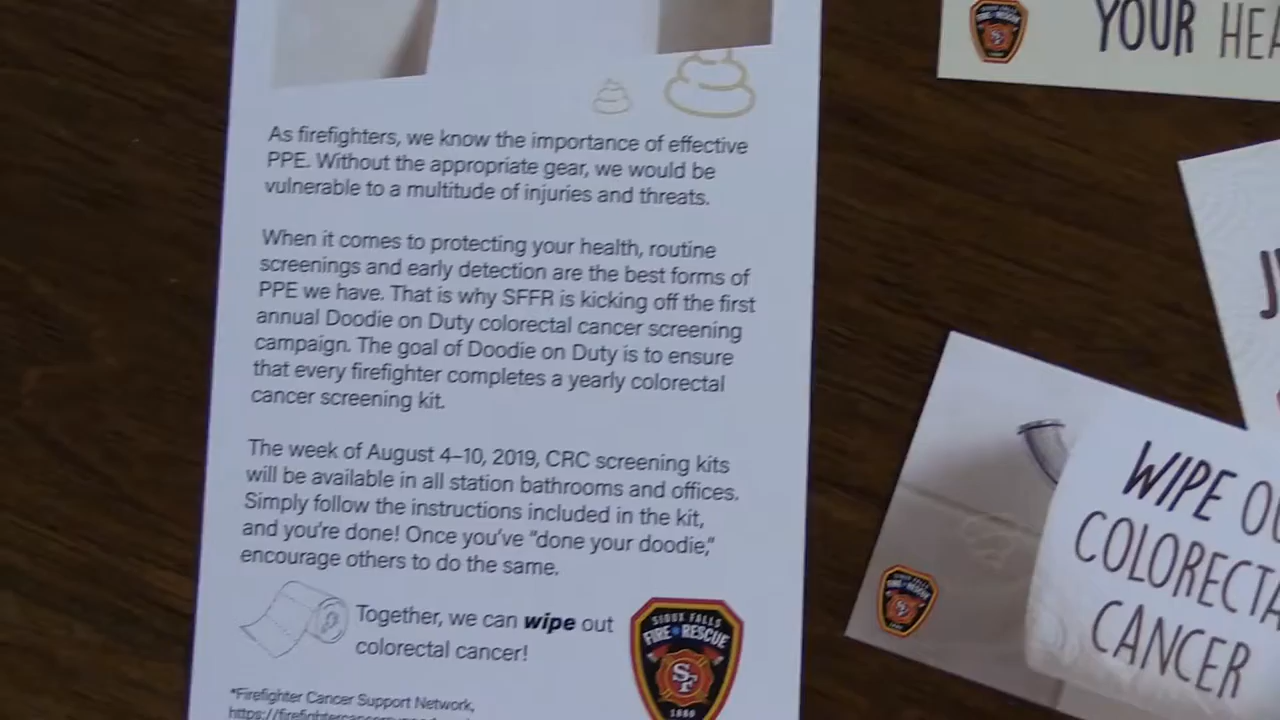 As firefighters, we know the importance of effective
PPE. Without the appropriate gear, we would be
vulnerable to a multitude of injuries and threats.
When it comes to protecting your health, routine
screenings and early detection are the best forms of
PPE we have. That is why SFFR is kicking off the first
annual Doodie on Duty colorectal cancer screening
campaign. The goal of Doodie on Duty is to ensure
that every firefighter completes a yearly colorectal
cancer screening kit.
The week of August 4–10, 2019, CRC screening kits
will be available in all station bathrooms and offices.
Simply follow the instructions included in the kit,
and you're done! Once you've "done your doodie,"
encourage others to do the same.
Together, we can wipe out
colorectal cancer!
SIOUX FALLS
FIRE RESCUE
SF
1880
*Firefighter Cancer Support Network,
YOUR
WIPE
CANCER